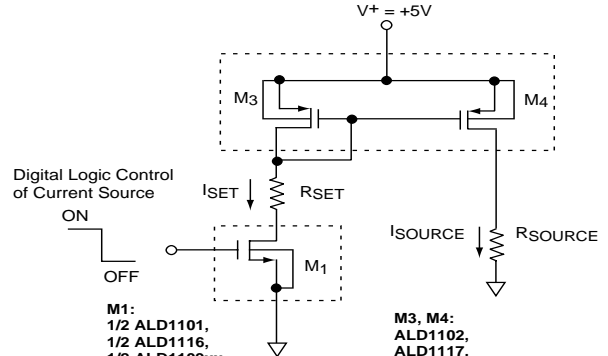 V+ = +5V
M3
M4
Digital Logic Control
of Current Source
ON
OFF
ISET
RSET
ISOURCE
RSOURCE
M1
M1:
1/2 ALD1101,
1/2 ALD1116,
M3, M4:
ALD1102,
ALD1117,